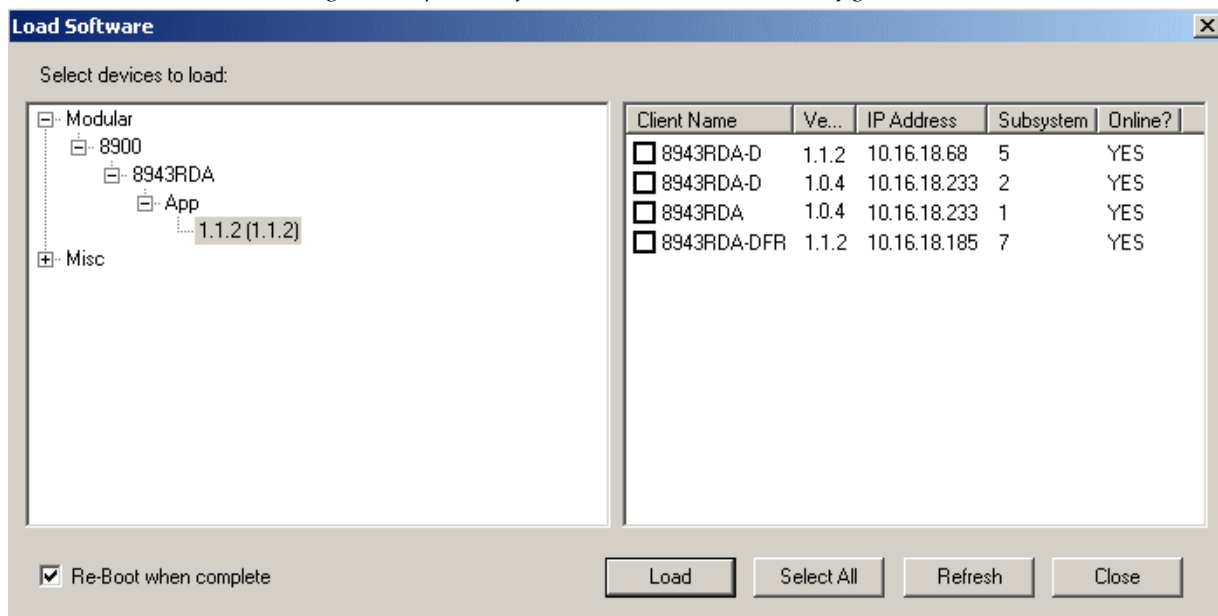 Load Software
Select devices to load:
Modular
8900
8943RDA
App
1.1.2 (1.1.2)
Misc
Client Name Ve... IP Address Subsystem Online?
8943RDA-D 1.1.2 10.16.18.68 5 YES
8943RDA-D 1.0.4 10.16.18.233 2 YES
8943RDA 1.0.4 10.16.18.233 1 YES
8943RDA-DFR 1.1.2 10.16.18.185 7 YES
Re-Boot when complete
Load Select All Refresh Close